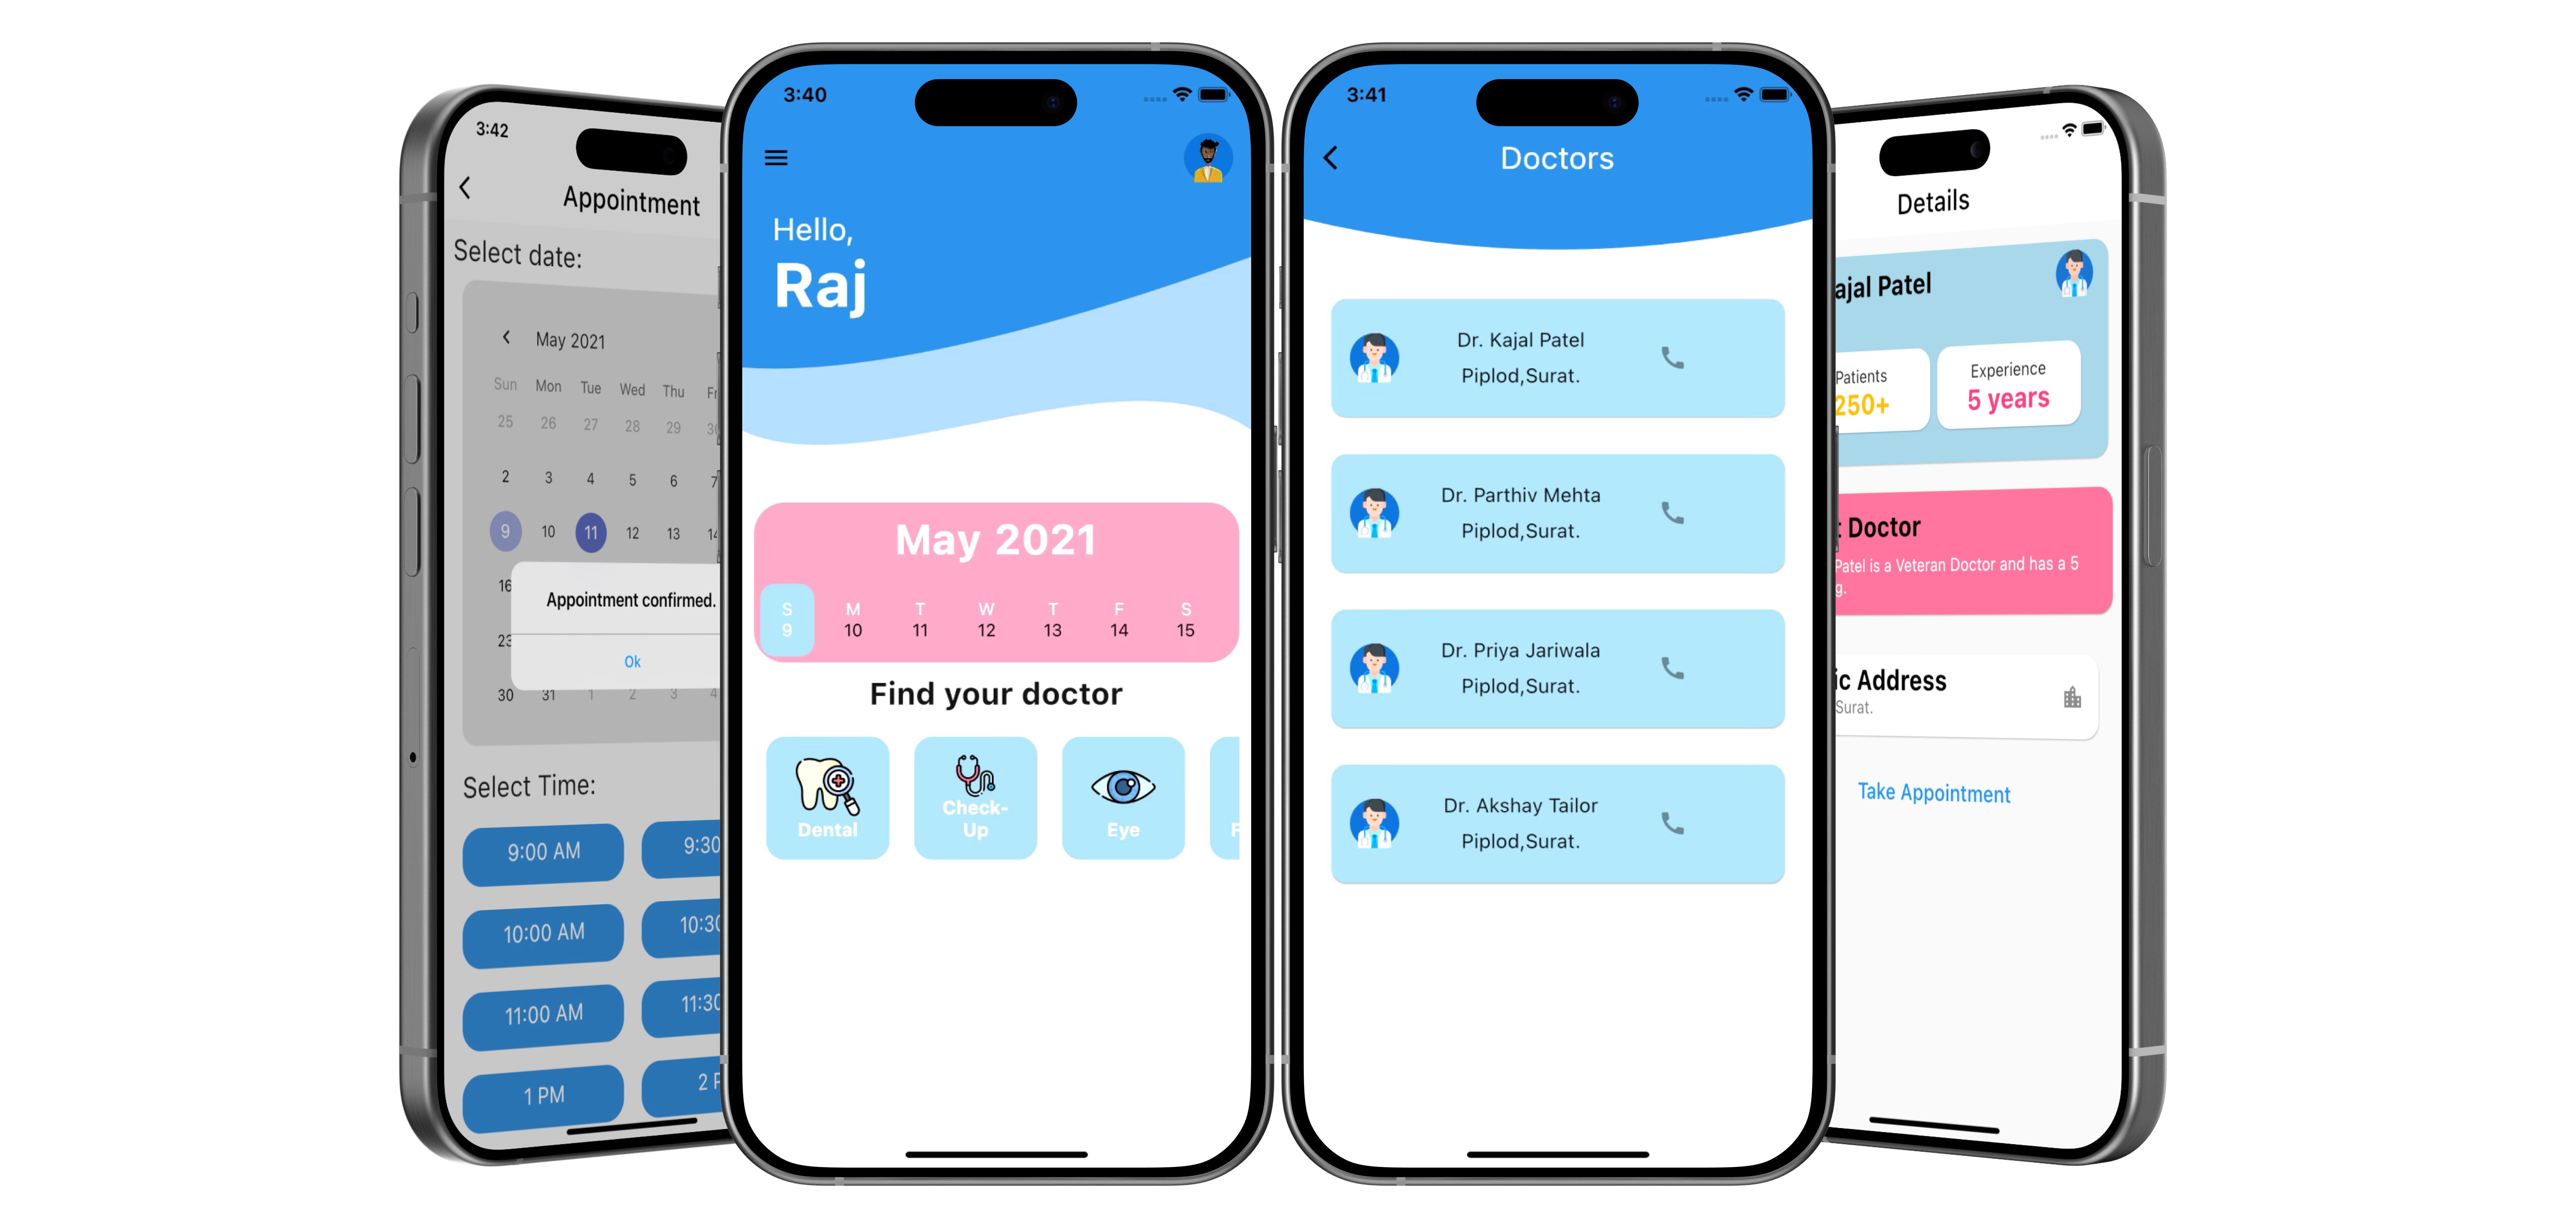 3:42
Appointment
Select date:
May 2021
Sun Mon Tue Wed Thu
25 26 27 28 29
2 3 4 5 6 7
9 10 11 12 13
16
Appointment confirmed.
23
Ok
30 31 1 2 3 4
Select Time:
9:00 AM 9:30
10:00 AM 10:30
11:00 AM 11:30
1 PM 2
3:40
Hello,
Raj
May 2021
S M T W T F S
9 10 11 12 13 14 15
Find your doctor
Dental
Check-
Up
Eye
3:41
Doctors
Dr. Kajal Patel
Piplod,Surat.
Dr. Parthiv Mehta
Piplod,Surat.
Dr. Priya Jariwala
Piplod,Surat.
Dr. Akshay Tailor
Piplod,Surat.
Details
ajal Patel
Patients
250+
Experience
5 years
Doctor
Patel is a Veteran Doctor and has a 5
g.
ic Address
Surat.
Take Appointment